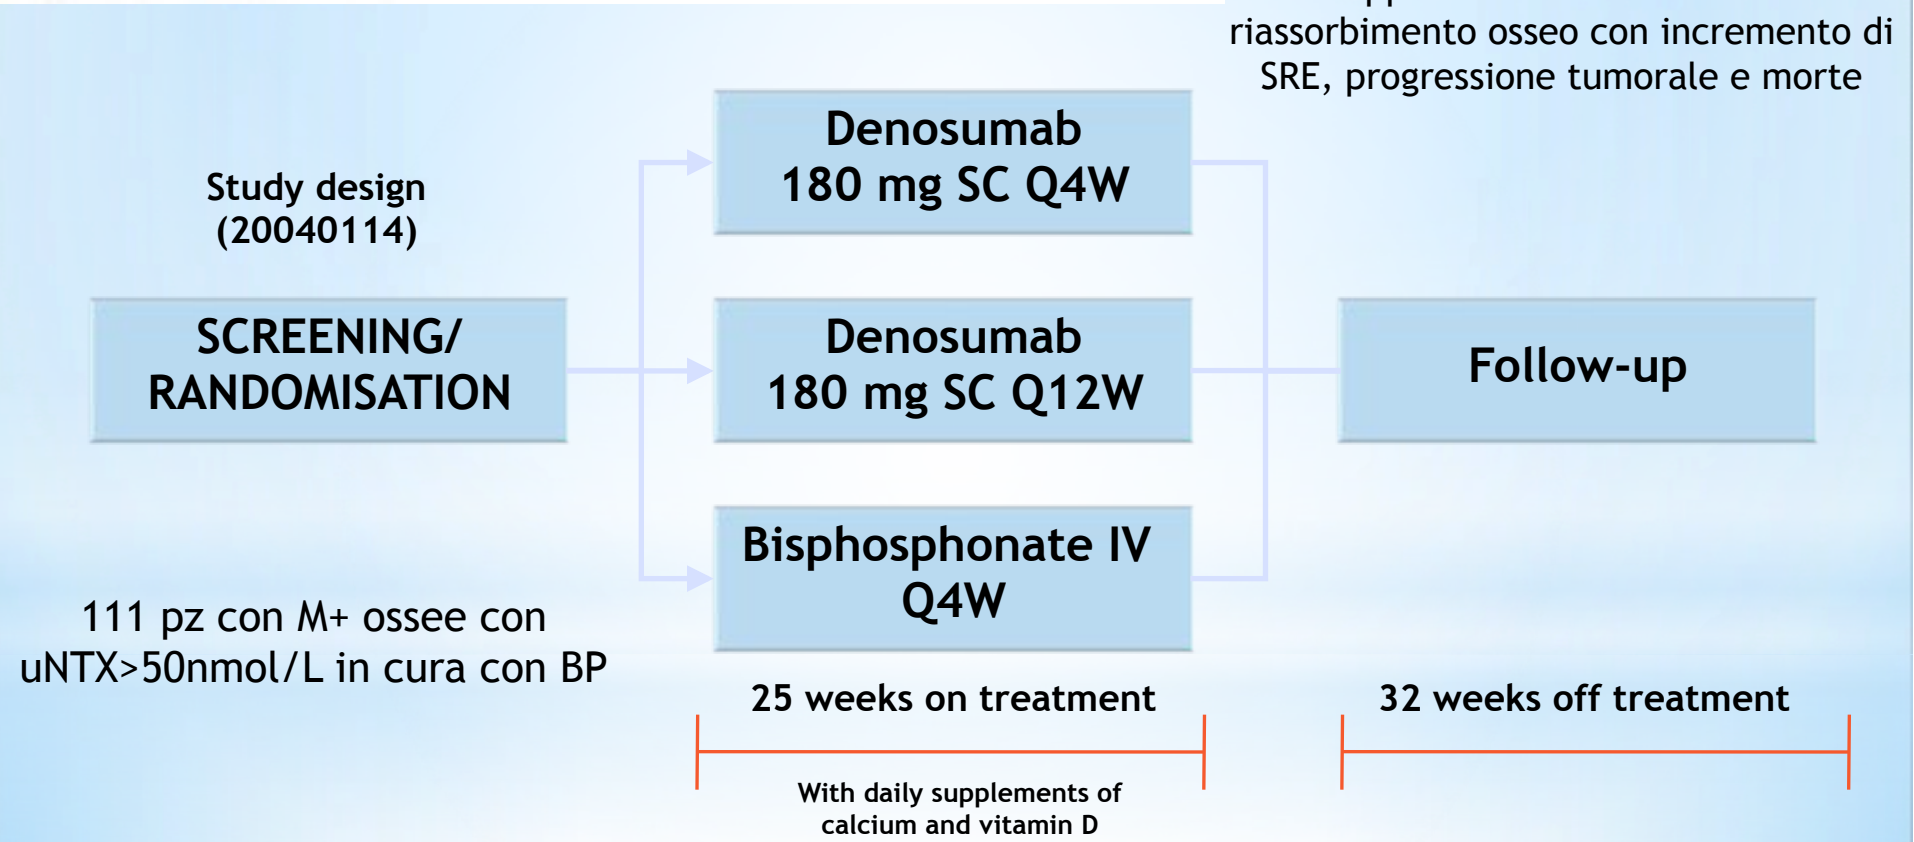 riassorbimento osseo con incremento di
SRE, progressione tumorale e morte
Study design
(20040114)
SCREENING/
RANDOMISATION
111 pz con M+ ossee con
uNTX>50nmol/L in cura con BP
Denosumab
180 mg SC Q4W
Denosumab
180 mg SC Q12W
Bisphosphonate IV
Q4W
Follow-up
25 weeks on treatment
With daily supplements of
calcium and vitamin D
32 weeks off treatment